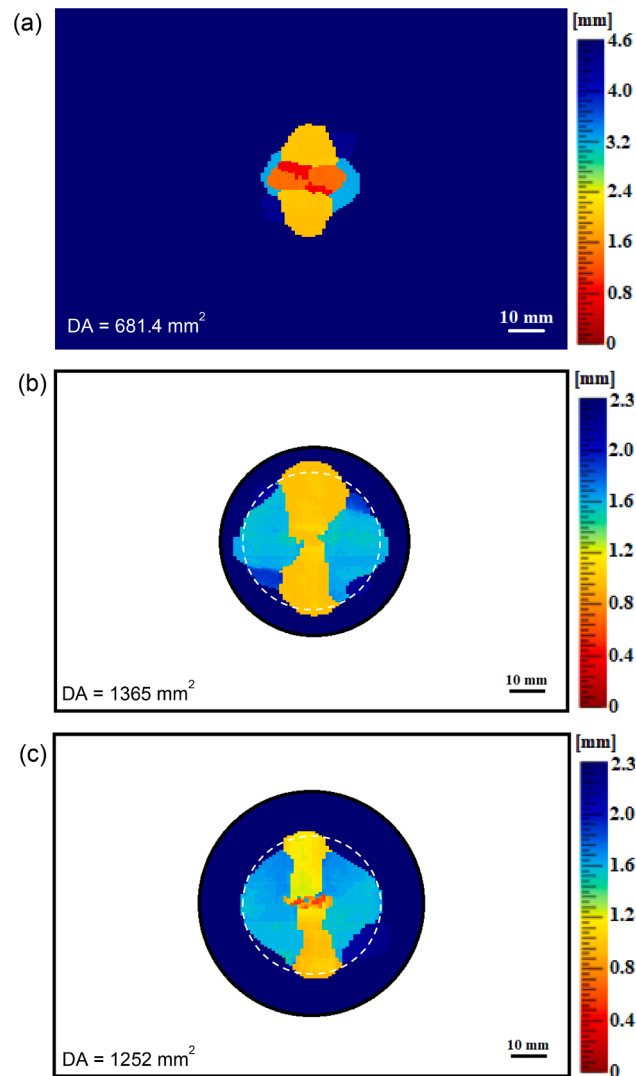 (a)
[mm]
4.6
4.0
3.2
2.4
1.6
0.8
0
DA = 681.4 mm²
10 mm
(b)
[mm]
2.3
2.0
1.6
1.2
0.8
0.4
0
DA = 1365 mm²
10 mm
(c)
[mm]
2.3
2.0
1.6
1.2
0.8
0.4
0
DA = 1252 mm²
10 mm